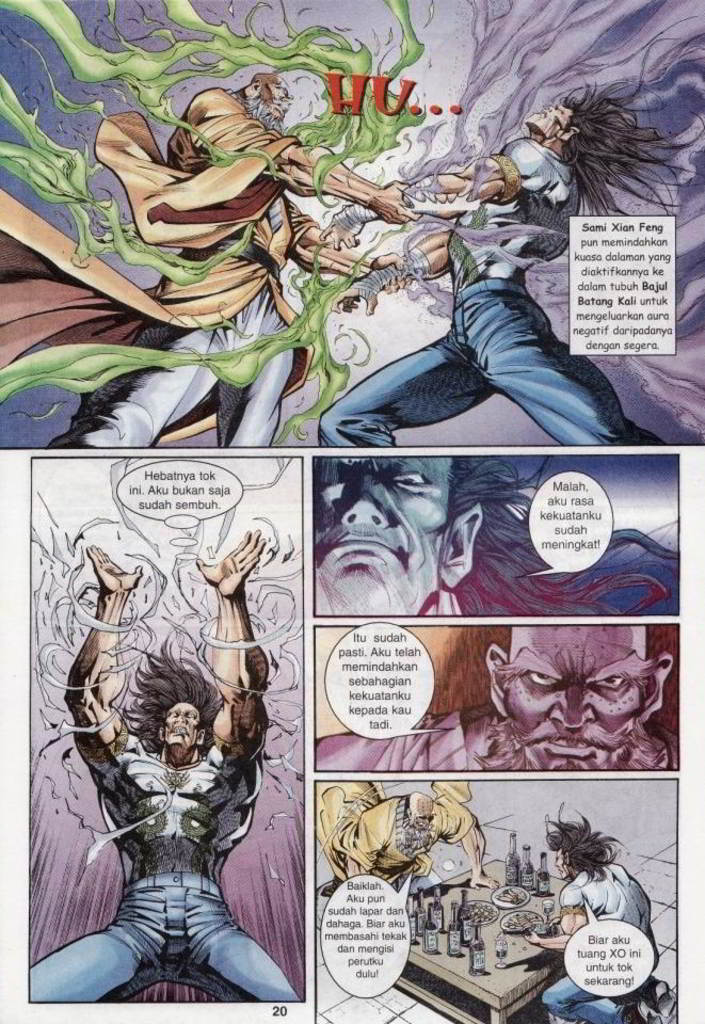 HU...
Sami Xian Feng
pun memindahkan
kuasa dalaman yang
diaktifkannya ke
dalam tubuh Bajul
Batang Kali untuk
mengeluarkan aura
negatif daripadanya
dengan segera.
Hebatnya tok
ini. Aku bukan saja
sudah sembuh.
Malah,
aku rasa
kekuatanku
sudah
meningkat!
Itu sudah
pasti. Aku telah
memindahkan
sebahagian
kekuatanku
kepada kau
tadi.
Baiklah.
Aku pun
sudah lapar dan
dahaga. Biar aku
membasahi tekak
dan mengisi
perutku
dulu!
Biar aku
tuang XO ini
untuk tok
sekarang!
20